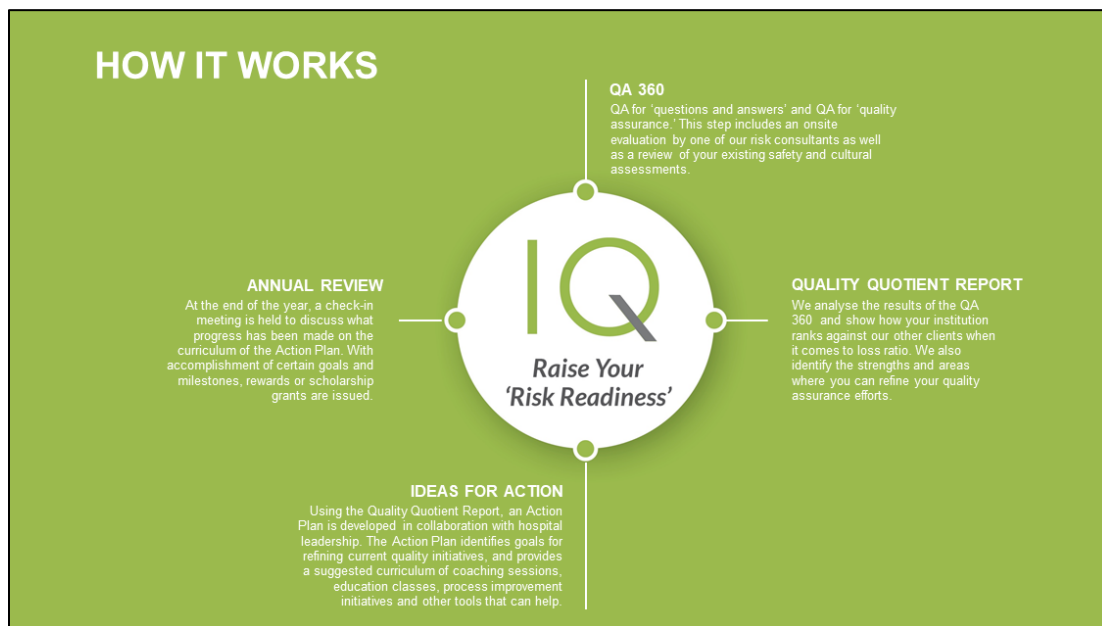 HOW IT WORKS
QA 360
QA for 'questions and answers' and QA for 'quality
assurance.' This step includes an onsite
evaluation by one of our risk consultants as well
as a review of your existing safety and cultural
assessments.
IQ
Raise Your
'Risk Readiness'
ANNUAL REVIEW
At the end of the year, a check-in
meeting is held to discuss what
progress has been made on the
curriculum of the Action Plan. With
accomplishment of certain goals and
milestones, rewards or scholarship
grants are issued.
QUALITY QUOTIENT REPORT
We analyse the results of the QA
360 and show how your institution
ranks against our other clients when
it comes to loss ratio. We also
identify the strengths and areas
where you can refine your quality
assurance efforts.
IDEAS FOR ACTION
Using the Quality Quotient Report, an Action
Plan is developed in collaboration with hospital
leadership. The Action Plan identifies goals for
refining current quality initiatives, and provides
a suggested curriculum of coaching sessions,
education classes, process improvement
initiatives and other tools that can help.